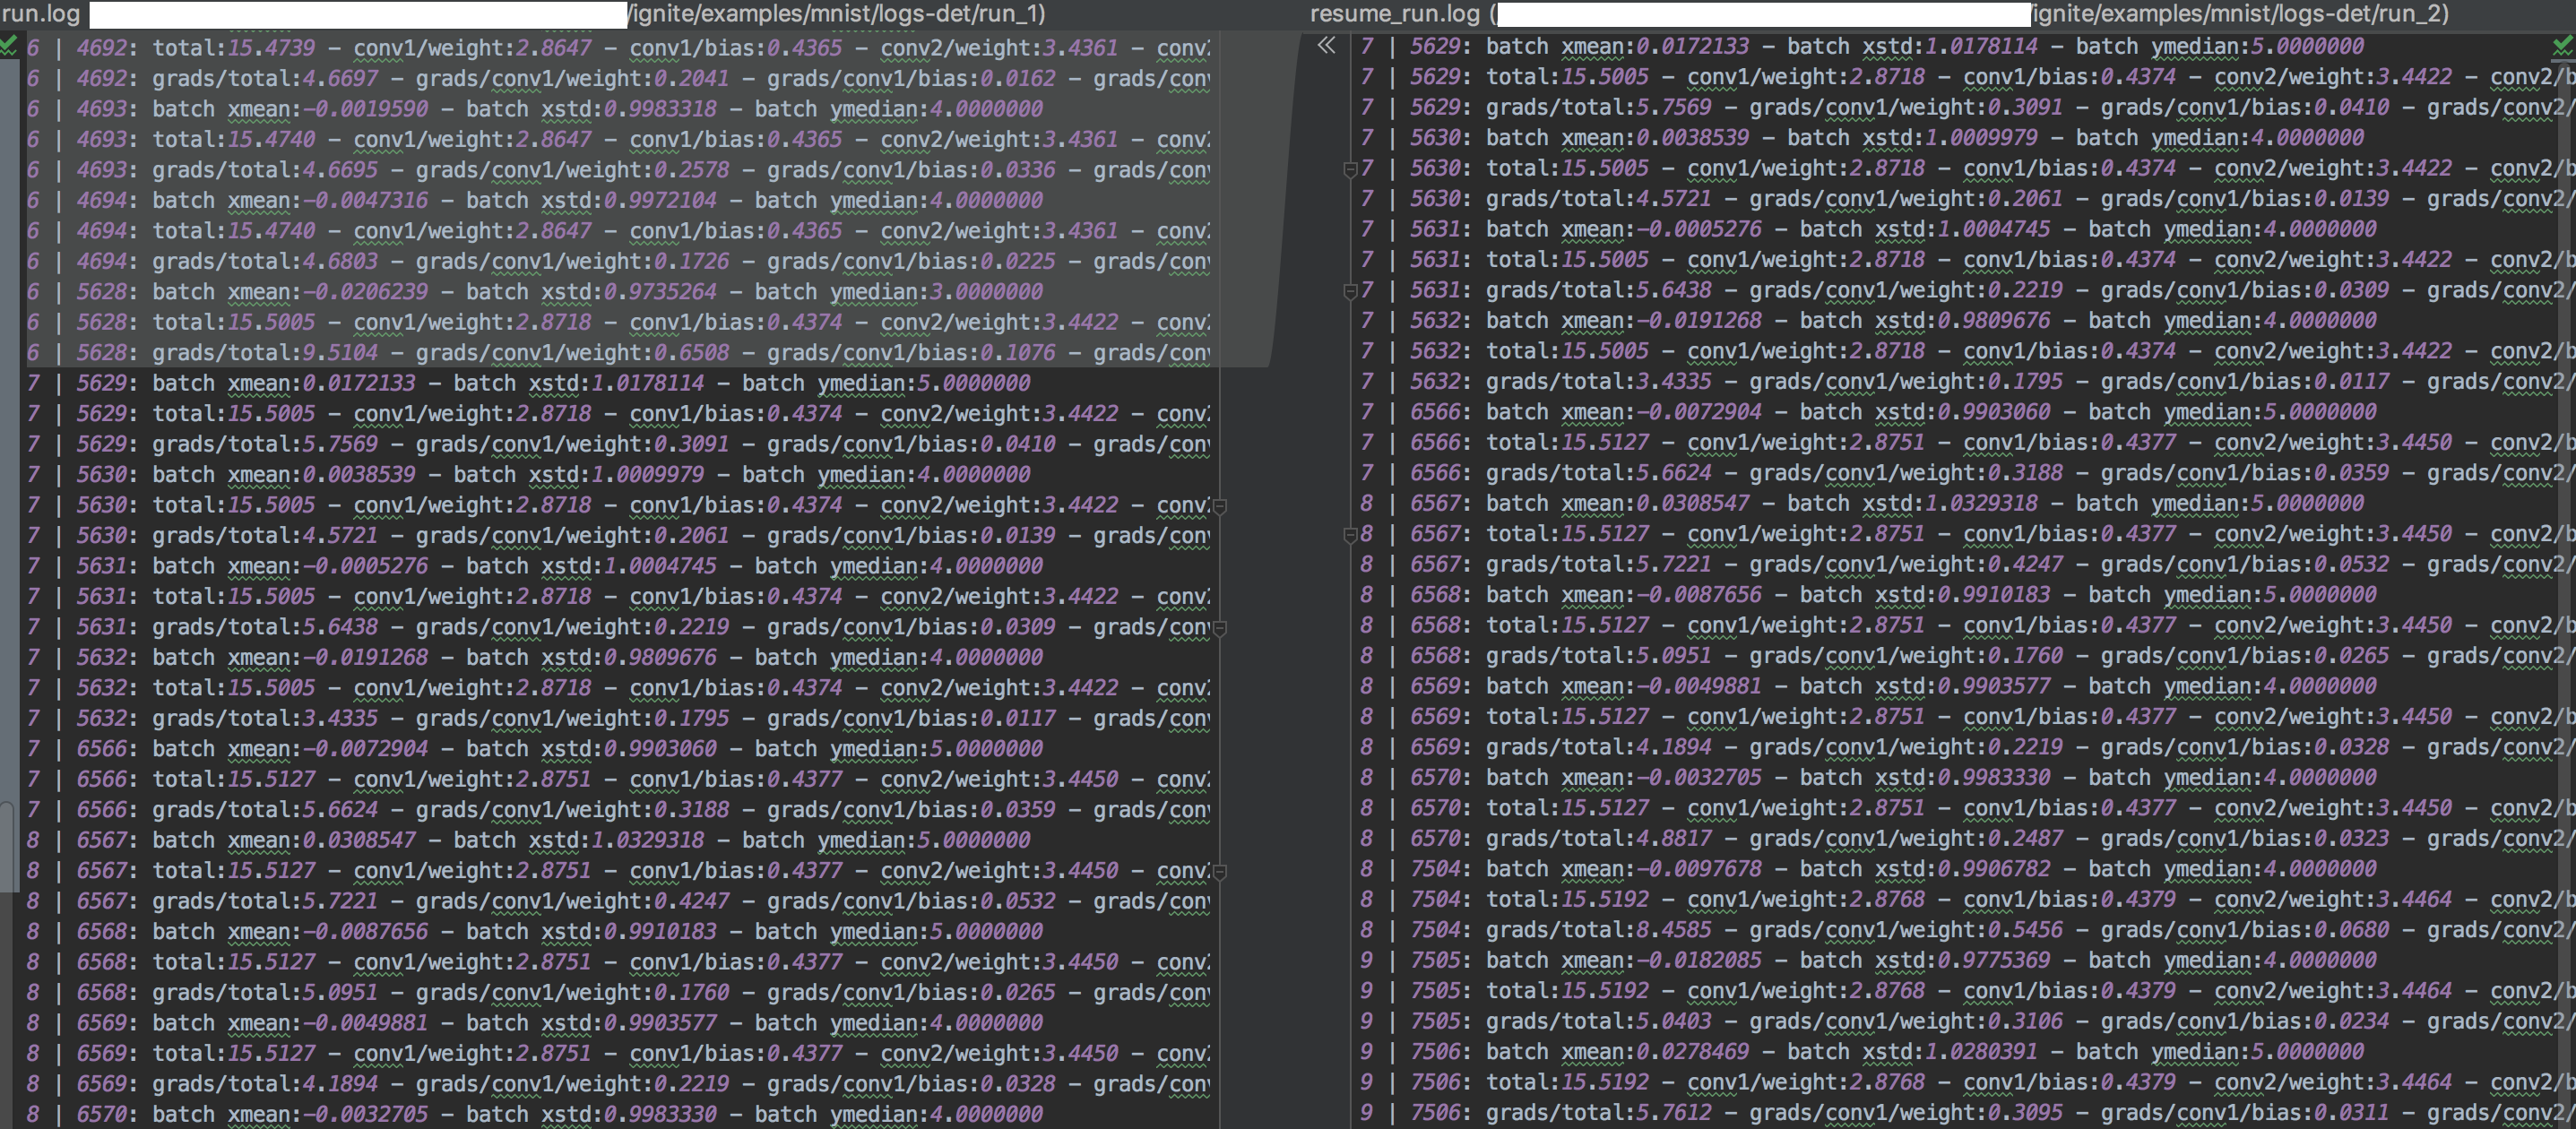 run.log /ignite/examples/mnist/logs-det/run_1)
6 | 4692: total:15.4739 – conv1/weight:2.8647 – conv1/bias:0.4365 – conv2/weight:3.4361 – conv2
6 | 4692: grads/total:4.6697 – grads/conv1/weight:0.2041 – grads/conv1/bias:0.0162 – grads/conv
6 | 4693: batch xmean:-0.0019590 – batch xstd:0.9983318 – batch ymedian:4.0000000
6 | 4693: total:15.4740 – conv1/weight:2.8647 – conv1/bias:0.4365 – conv2/weight:3.4361 – conv2
6 | 4693: grads/total:4.6695 – grads/conv1/weight:0.2578 – grads/conv1/bias:0.0336 – grads/conv
6 | 4694: batch xmean:-0.0047316 – batch xstd:0.9972104 – batch ymedian:4.0000000
6 | 4694: total:15.4740 – conv1/weight:2.8647 – conv1/bias:0.4365 – conv2/weight:3.4361 – conv2
6 | 4694: grads/total:4.6803 – grads/conv1/weight:0.1726 – grads/conv1/bias:0.0225 – grads/conv
6 | 5628: batch xmean:-0.0206239 – batch xstd:0.9735264 – batch ymedian:3.0000000
6 | 5628: total:15.5005 – conv1/weight:2.8718 – conv1/bias:0.4374 – conv2/weight:3.4422 – conv2
6 | 5628: grads/total:9.5104 – grads/conv1/weight:0.6508 – grads/conv1/bias:0.1076 – grads/conv
7 | 5629: batch xmean:0.0172133 – batch xstd:1.0178114 – batch ymedian:5.0000000
7 | 5629: total:15.5005 – conv1/weight:2.8718 – conv1/bias:0.4374 – conv2/weight:3.4422 – conv2
7 | 5629: grads/total:5.7569 – grads/conv1/weight:0.3091 – grads/conv1/bias:0.0410 – grads/conv
7 | 5630: batch xmean:0.0038539 – batch xstd:1.0009979 – batch ymedian:4.0000000
7 | 5630: total:15.5005 – conv1/weight:2.8718 – conv1/bias:0.4374 – conv2/weight:3.4422 – conv2
7 | 5630: grads/total:4.5721 – grads/conv1/weight:0.2061 – grads/conv1/bias:0.0139 – grads/conv
7 | 5631: batch xmean:-0.0005276 – batch xstd:1.0004745 – batch ymedian:4.0000000
7 | 5631: total:15.5005 – conv1/weight:2.8718 – conv1/bias:0.4374 – conv2/weight:3.4422 – conv2
7 | 5631: grads/total:5.6438 – grads/conv1/weight:0.2219 – grads/conv1/bias:0.0309 – grads/conv
7 | 5632: batch xmean:-0.0191268 – batch xstd:0.9809676 – batch ymedian:4.0000000
7 | 5632: total:15.5005 – conv1/weight:2.8718 – conv1/bias:0.4374 – conv2/weight:3.4422 – conv2
7 | 5632: grads/total:3.4335 – grads/conv1/weight:0.1795 – grads/conv1/bias:0.0117 – grads/conv
7 | 6566: batch xmean:-0.0072904 – batch xstd:0.9903060 – batch ymedian:5.0000000
7 | 6566: total:15.5127 – conv1/weight:2.8751 – conv1/bias:0.4377 – conv2/weight:3.4450 – conv2
7 | 6566: grads/total:5.6624 – grads/conv1/weight:0.3188 – grads/conv1/bias:0.0359 – grads/conv
8 | 6567: batch xmean:0.0308547 – batch xstd:1.0329318 – batch ymedian:5.0000000
8 | 6567: total:15.5127 – conv1/weight:2.8751 – conv1/bias:0.4377 – conv2/weight:3.4450 – conv2
8 | 6567: grads/total:5.7221 – grads/conv1/weight:0.4247 – grads/conv1/bias:0.0532 – grads/conv
8 | 6568: batch xmean:-0.0087656 – batch xstd:0.9910183 – batch ymedian:5.0000000
8 | 6568: total:15.5127 – conv1/weight:2.8751 – conv1/bias:0.4377 – conv2/weight:3.4450 – conv2
8 | 6568: grads/total:5.0951 – grads/conv1/weight:0.1760 – grads/conv1/bias:0.0265 – grads/conv
8 | 6569: batch xmean:-0.0049881 – batch xstd:0.9903577 – batch ymedian:4.0000000
8 | 6569: total:15.5127 – conv1/weight:2.8751 – conv1/bias:0.4377 – conv2/weight:3.4450 – conv2
8 | 6569: grads/total:4.1894 – grads/conv1/weight:0.2219 – grads/conv1/bias:0.0328 – grads/conv
8 | 6570: batch xmean:-0.0032705 – batch xstd:0.9983330 – batch ymedian:4.0000000
resume_run.log ( ignite/examples/mnist/logs-det/run_2)
7 | 5629: batch xmean:0.0172133 – batch xstd:1.0178114 – batch ymedian:5.0000000
7 | 5629: total:15.5005 – conv1/weight:2.8718 – conv1/bias:0.4374 – conv2/weight:3.4422 – conv2/b
7 | 5629: grads/total:5.7569 – grads/conv1/weight:0.3091 – grads/conv1/bias:0.0410 – grads/conv2/
7 | 5630: batch xmean:0.0038539 – batch xstd:1.0009979 – batch ymedian:4.0000000
7 | 5630: total:15.5005 – conv1/weight:2.8718 – conv1/bias:0.4374 – conv2/weight:3.4422 – conv2/b
7 | 5630: grads/total:4.5721 – grads/conv1/weight:0.2061 – grads/conv1/bias:0.0139 – grads/conv2/
7 | 5631: batch xmean:-0.0005276 – batch xstd:1.0004745 – batch ymedian:4.0000000
7 | 5631: total:15.5005 – conv1/weight:2.8718 – conv1/bias:0.4374 – conv2/weight:3.4422 – conv2/b
7 | 5631: grads/total:5.6438 – grads/conv1/weight:0.2219 – grads/conv1/bias:0.0309 – grads/conv2/
7 | 5632: batch xmean:-0.0191268 – batch xstd:0.9809676 – batch ymedian:4.0000000
7 | 5632: total:15.5005 – conv1/weight:2.8718 – conv1/bias:0.4374 – conv2/weight:3.4422 – conv2/b
7 | 5632: grads/total:3.4335 – grads/conv1/weight:0.1795 – grads/conv1/bias:0.0117 – grads/conv2/
7 | 6566: batch xmean:-0.0072904 – batch xstd:0.9903060 – batch ymedian:5.0000000
7 | 6566: total:15.5127 – conv1/weight:2.8751 – conv1/bias:0.4377 – conv2/weight:3.4450 – conv2/b
7 | 6566: grads/total:5.6624 – grads/conv1/weight:0.3188 – grads/conv1/bias:0.0359 – grads/conv2/
8 | 6567: batch xmean:0.0308547 – batch xstd:1.0329318 – batch ymedian:5.0000000
8 | 6567: total:15.5127 – conv1/weight:2.8751 – conv1/bias:0.4377 – conv2/weight:3.4450 – conv2/b
8 | 6567: grads/total:5.7221 – grads/conv1/weight:0.4247 – grads/conv1/bias:0.0532 – grads/conv2/
8 | 6568: batch xmean:-0.0087656 – batch xstd:0.9910183 – batch ymedian:5.0000000
8 | 6568: total:15.5127 – conv1/weight:2.8751 – conv1/bias:0.4377 – conv2/weight:3.4450 – conv2/b
8 | 6568: grads/total:5.0951 – grads/conv1/weight:0.1760 – grads/conv1/bias:0.0265 – grads/conv2/
8 | 6569: batch xmean:-0.0049881 – batch xstd:0.9903577 – batch ymedian:4.0000000
8 | 6569: total:15.5127 – conv1/weight:2.8751 – conv1/bias:0.4377 – conv2/weight:3.4450 – conv2/b
8 | 6569: grads/total:4.1894 – grads/conv1/weight:0.2219 – grads/conv1/bias:0.0328 – grads/conv2/
8 | 6570: batch xmean:-0.0032705 – batch xstd:0.9983330 – batch ymedian:4.0000000
8 | 6570: total:15.5127 – conv1/weight:2.8751 – conv1/bias:0.4377 – conv2/weight:3.4450 – conv2/b
8 | 6570: grads/total:4.8817 – grads/conv1/weight:0.2487 – grads/conv1/bias:0.0323 – grads/conv2/
8 | 7504: batch xmean:-0.0097678 – batch xstd:0.9906782 – batch ymedian:4.0000000
8 | 7504: total:15.5192 – conv1/weight:2.8768 – conv1/bias:0.4379 – conv2/weight:3.4464 – conv2/b
8 | 7504: grads/total:8.4585 – grads/conv1/weight:0.5456 – grads/conv1/bias:0.0680 – grads/conv2/
9 | 7505: batch xmean:-0.0182085 – batch xstd:0.9775369 – batch ymedian:4.0000000
9 | 7505: total:15.5192 – conv1/weight:2.8768 – conv1/bias:0.4379 – conv2/weight:3.4464 – conv2/b
9 | 7505: grads/total:5.0403 – grads/conv1/weight:0.3106 – grads/conv1/bias:0.0234 – grads/conv2/
9 | 7506: batch xmean:0.0278469 – batch xstd:1.0280391 – batch ymedian:5.0000000
9 | 7506: total:15.5192 – conv1/weight:2.8768 – conv1/bias:0.4379 – conv2/weight:3.4464 – conv2/b
9 | 7506: grads/total:5.7612 – grads/conv1/weight:0.3095 – grads/conv1/bias:0.0311 – grads/conv2/